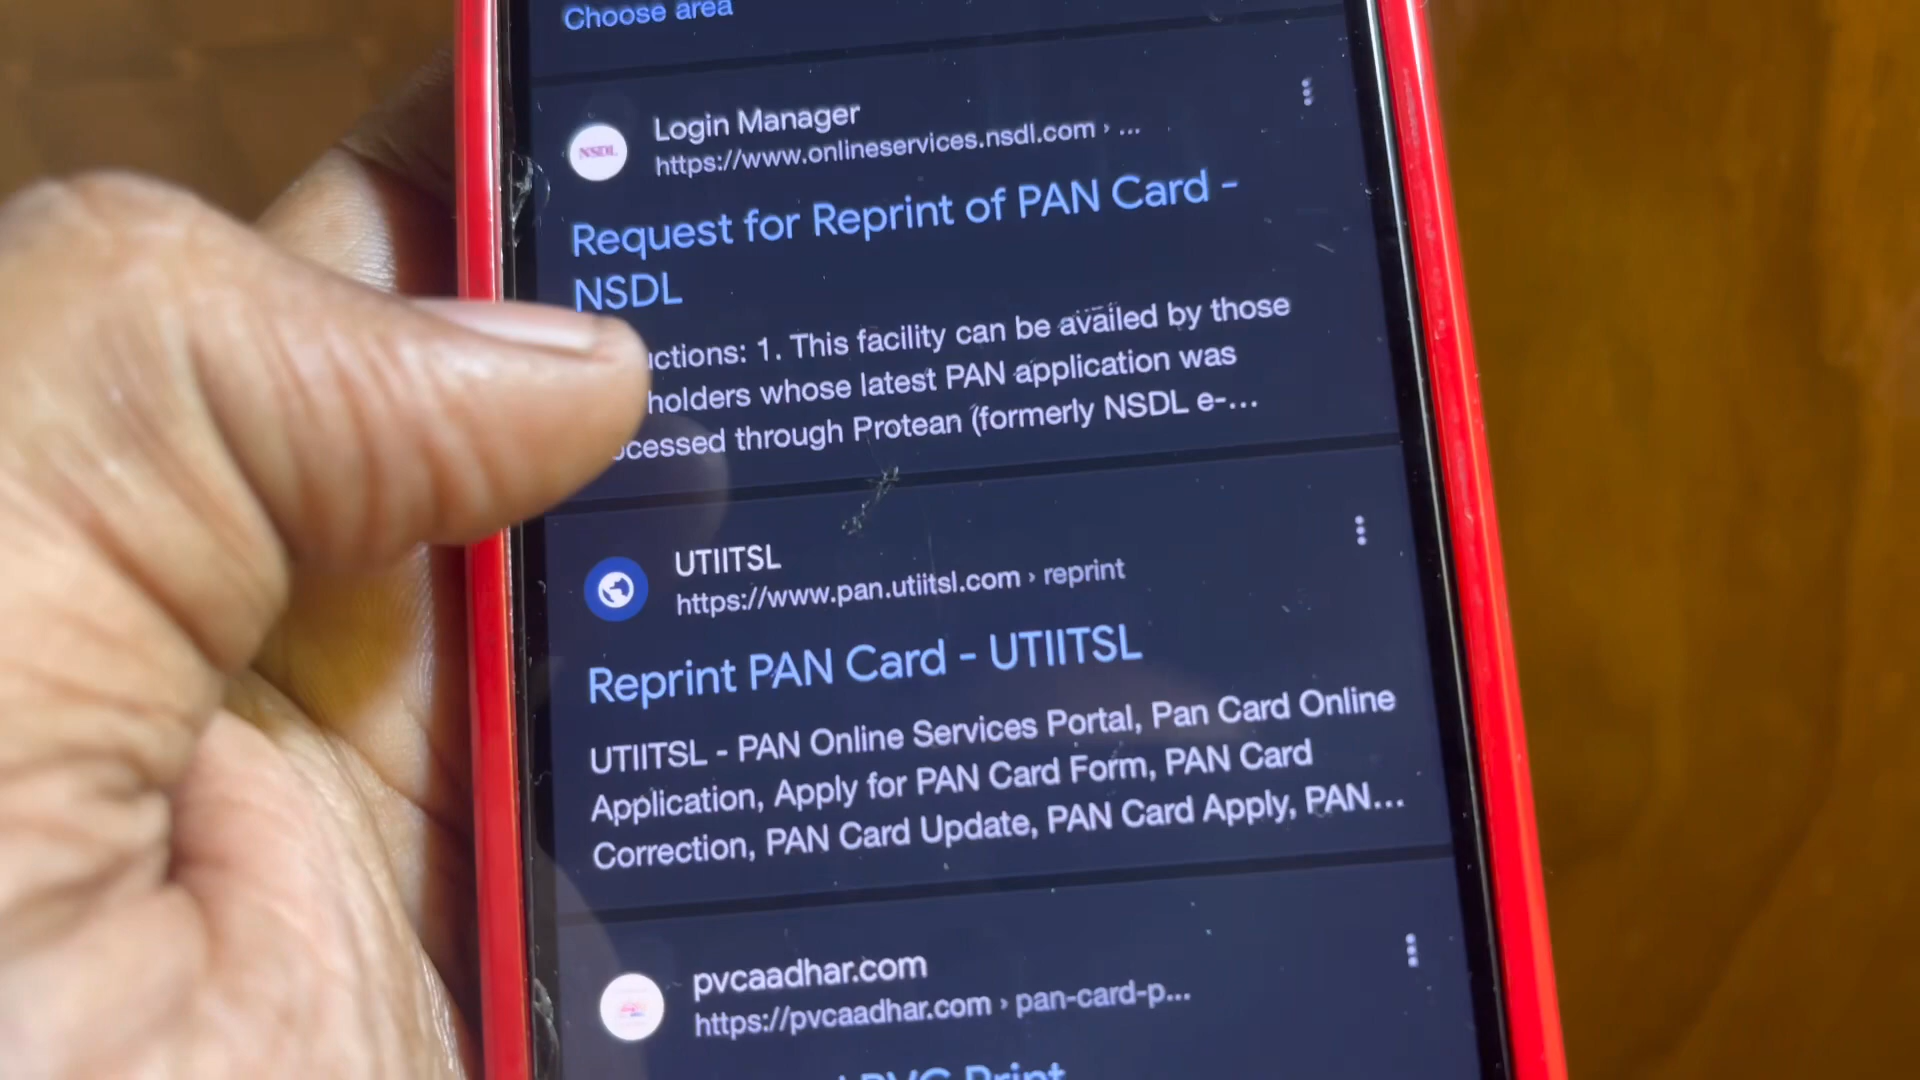 Choose area
Login Manager
NSDL
https://www.onlineservices.nsdl.com › ...
Request for Reprint of PAN Card -
NSDL
uctions: 1. This facility can be availed by those
holders whose latest PAN application was
ocessed through Protean (formerly NSDL e-...
UTIITSL
https://www.pan.utiitsl.com › reprint
Reprint PAN Card - UTIITSL
UTIITSL - PAN Online Services Portal, Pan Card Online
Application, Apply for PAN Card Form, PAN Card
Correction, PAN Card Update, PAN Card Apply, PAN...
pvcaadhar.com
https://pvcaadhar.com › pan-card-p...
PVC Print